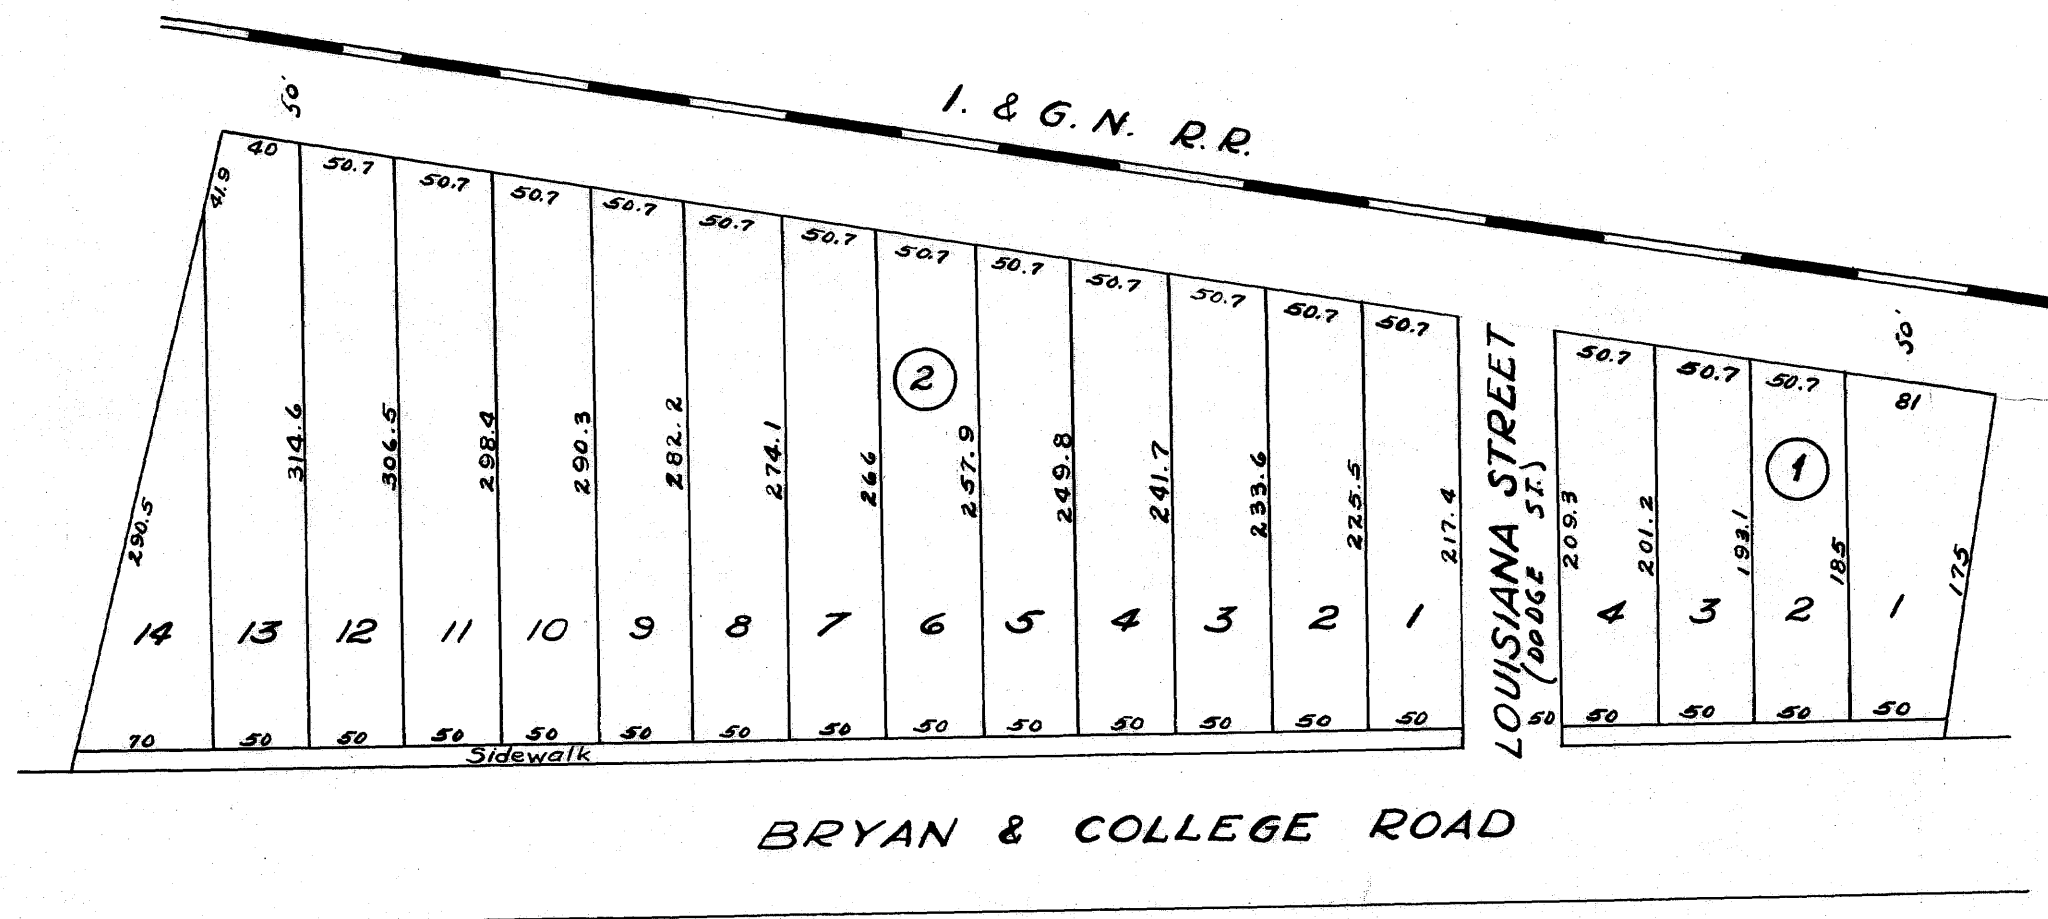 I. & G. N. R. R.
50'
50'
40 50.7 50.7 50.7 50.7 50.7 50.7 50.7 50.7 50.7 50.7 50.7 50.7
50.7 50.7 50.7 81
41.9
2
1
290.5 314.6 306.5 298.4 290.3 282.2 274.1 266 257.9 249.8 241.7 233.6 225.5 217.4
LOUISIANA STREET
(DODGE ST.)
209.3 201.2 193.1 185 175
14 13 12 11 10 9 8 7 6 5 4 3 2 1
4 3 2 1
70 50 50 50 50 50 50 50 50 50 50 50 50 50
50 50 50 50 50
Sidewalk
BRYAN & COLLEGE ROAD